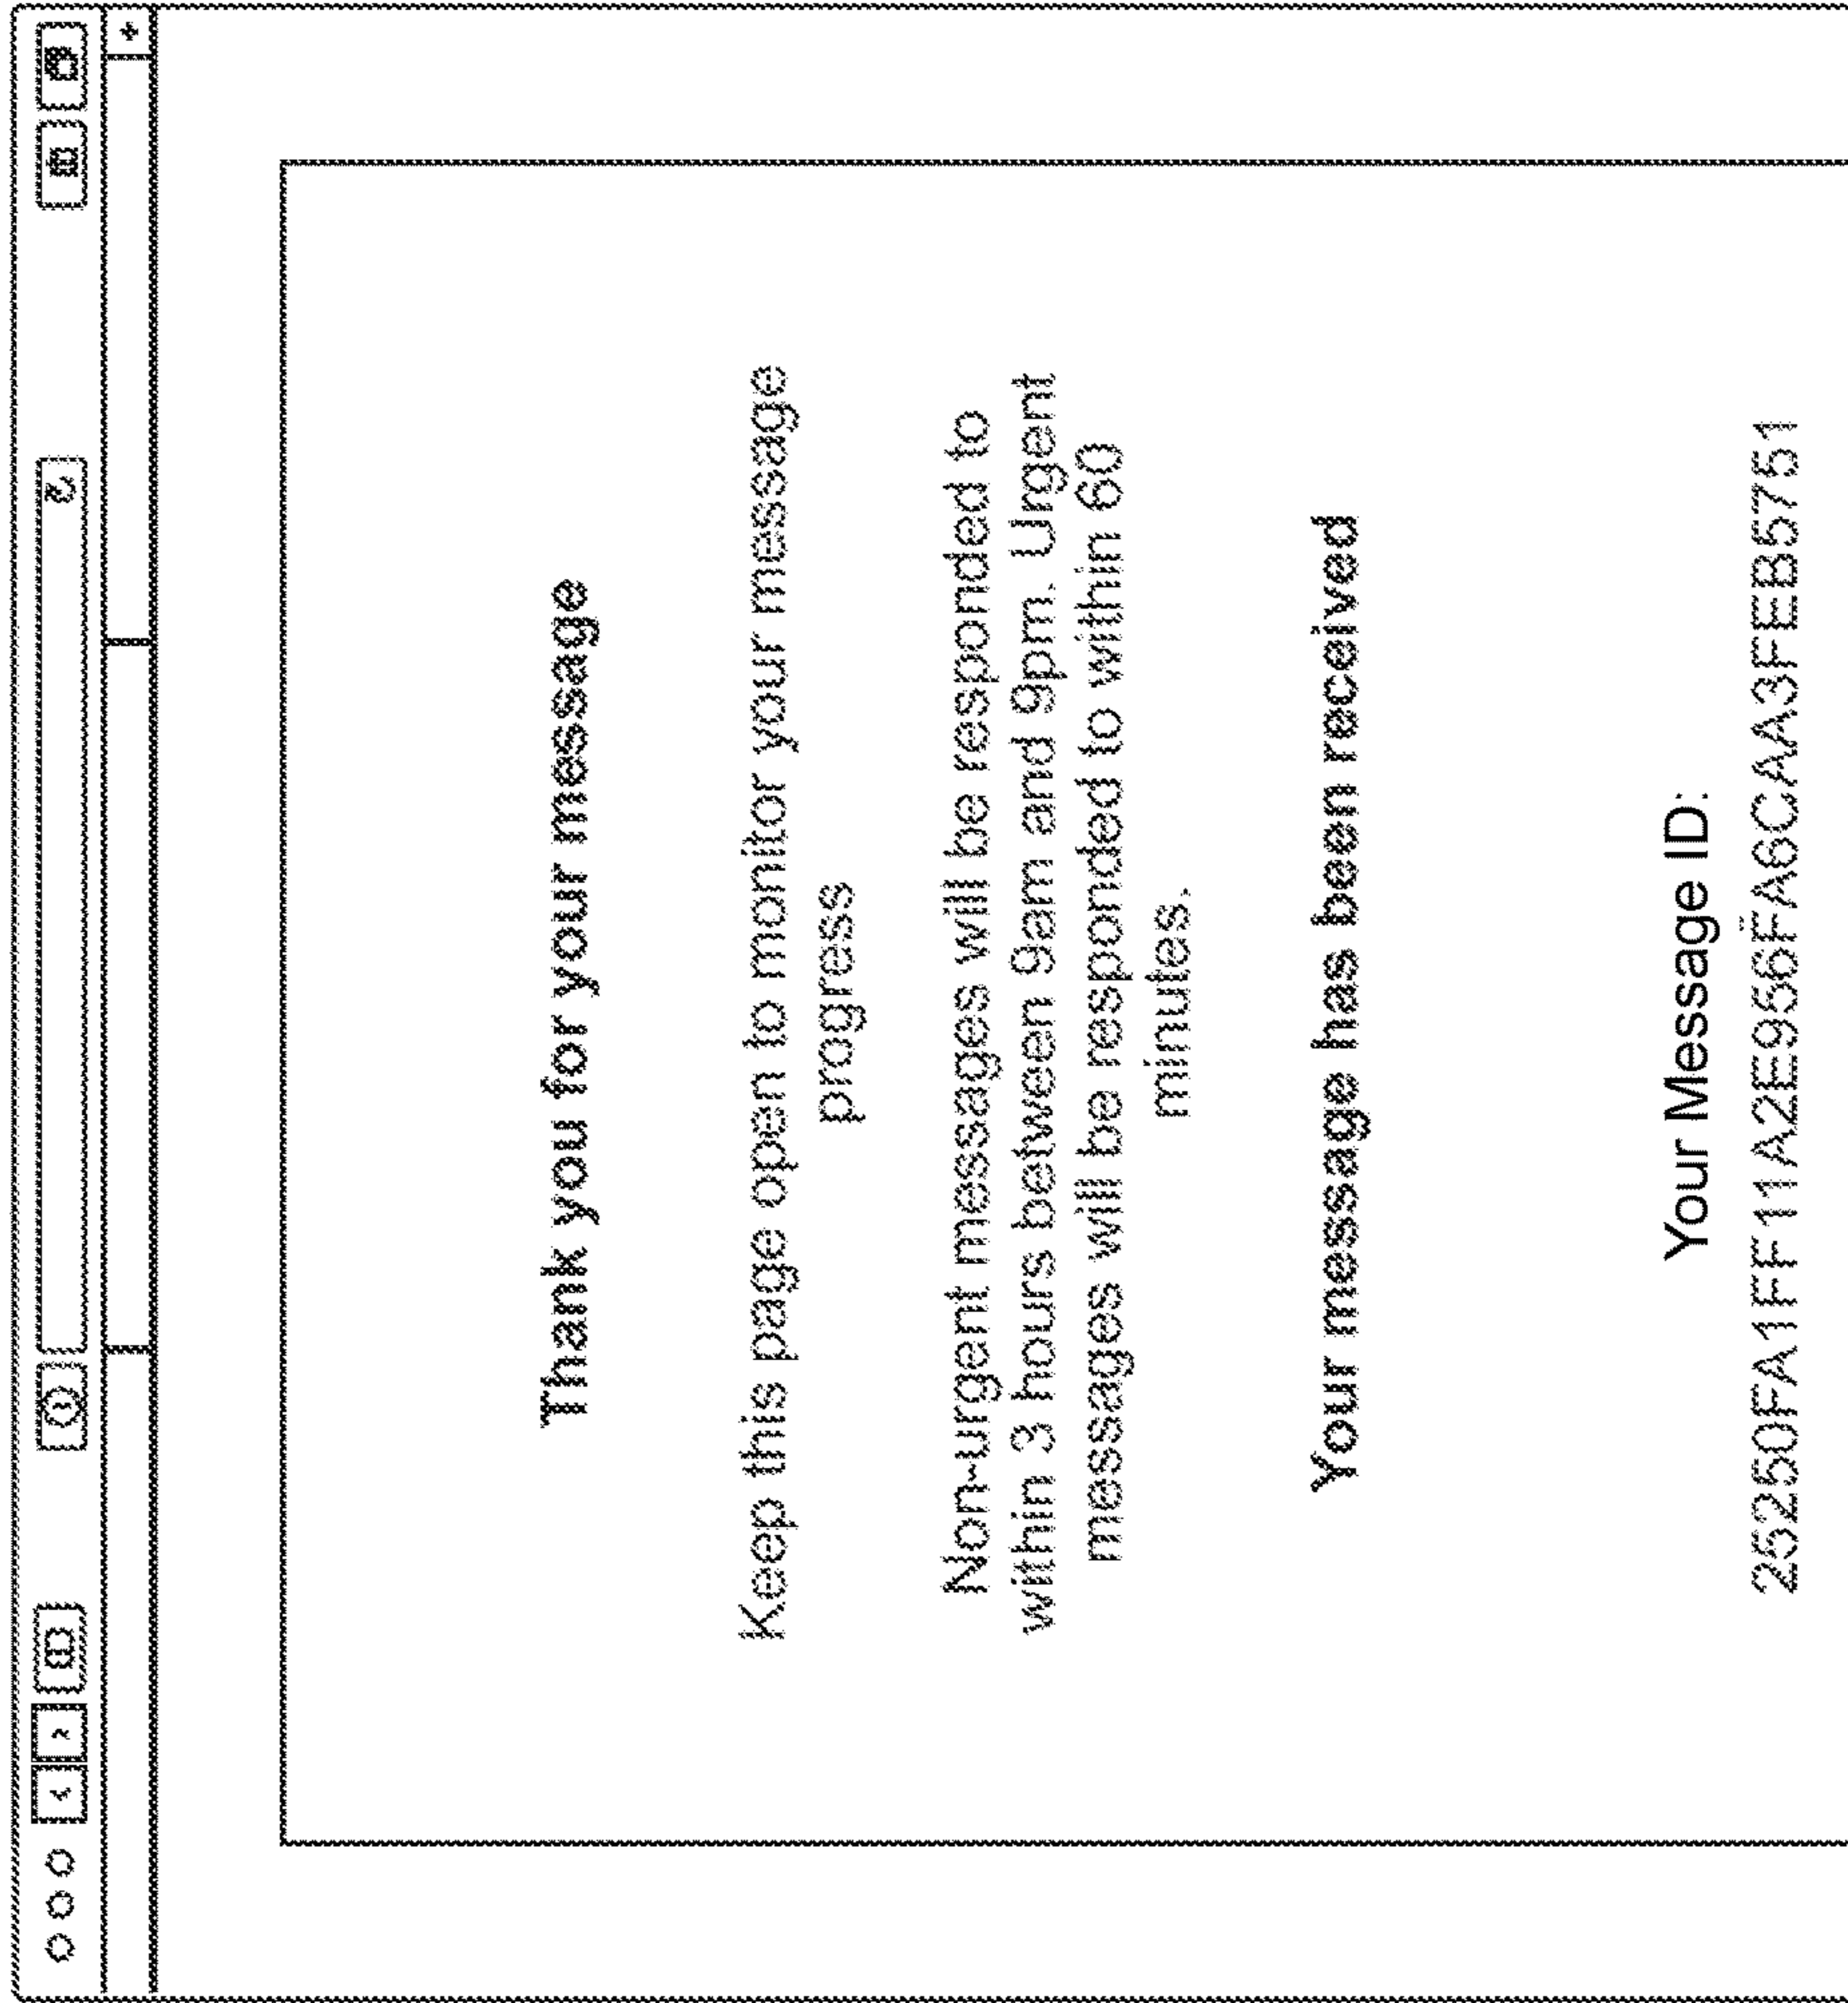 Thank you for your message
Keep this page open to monitor your message
progress
Non-urgent messages will be responded to
within 3 hours between 9am and 9pm. Urgent
messages will be responded to within 60
minutes.
Your message has been received
Your Message ID:
25250FA1FF11A2E956FA6CAA3FEB5751